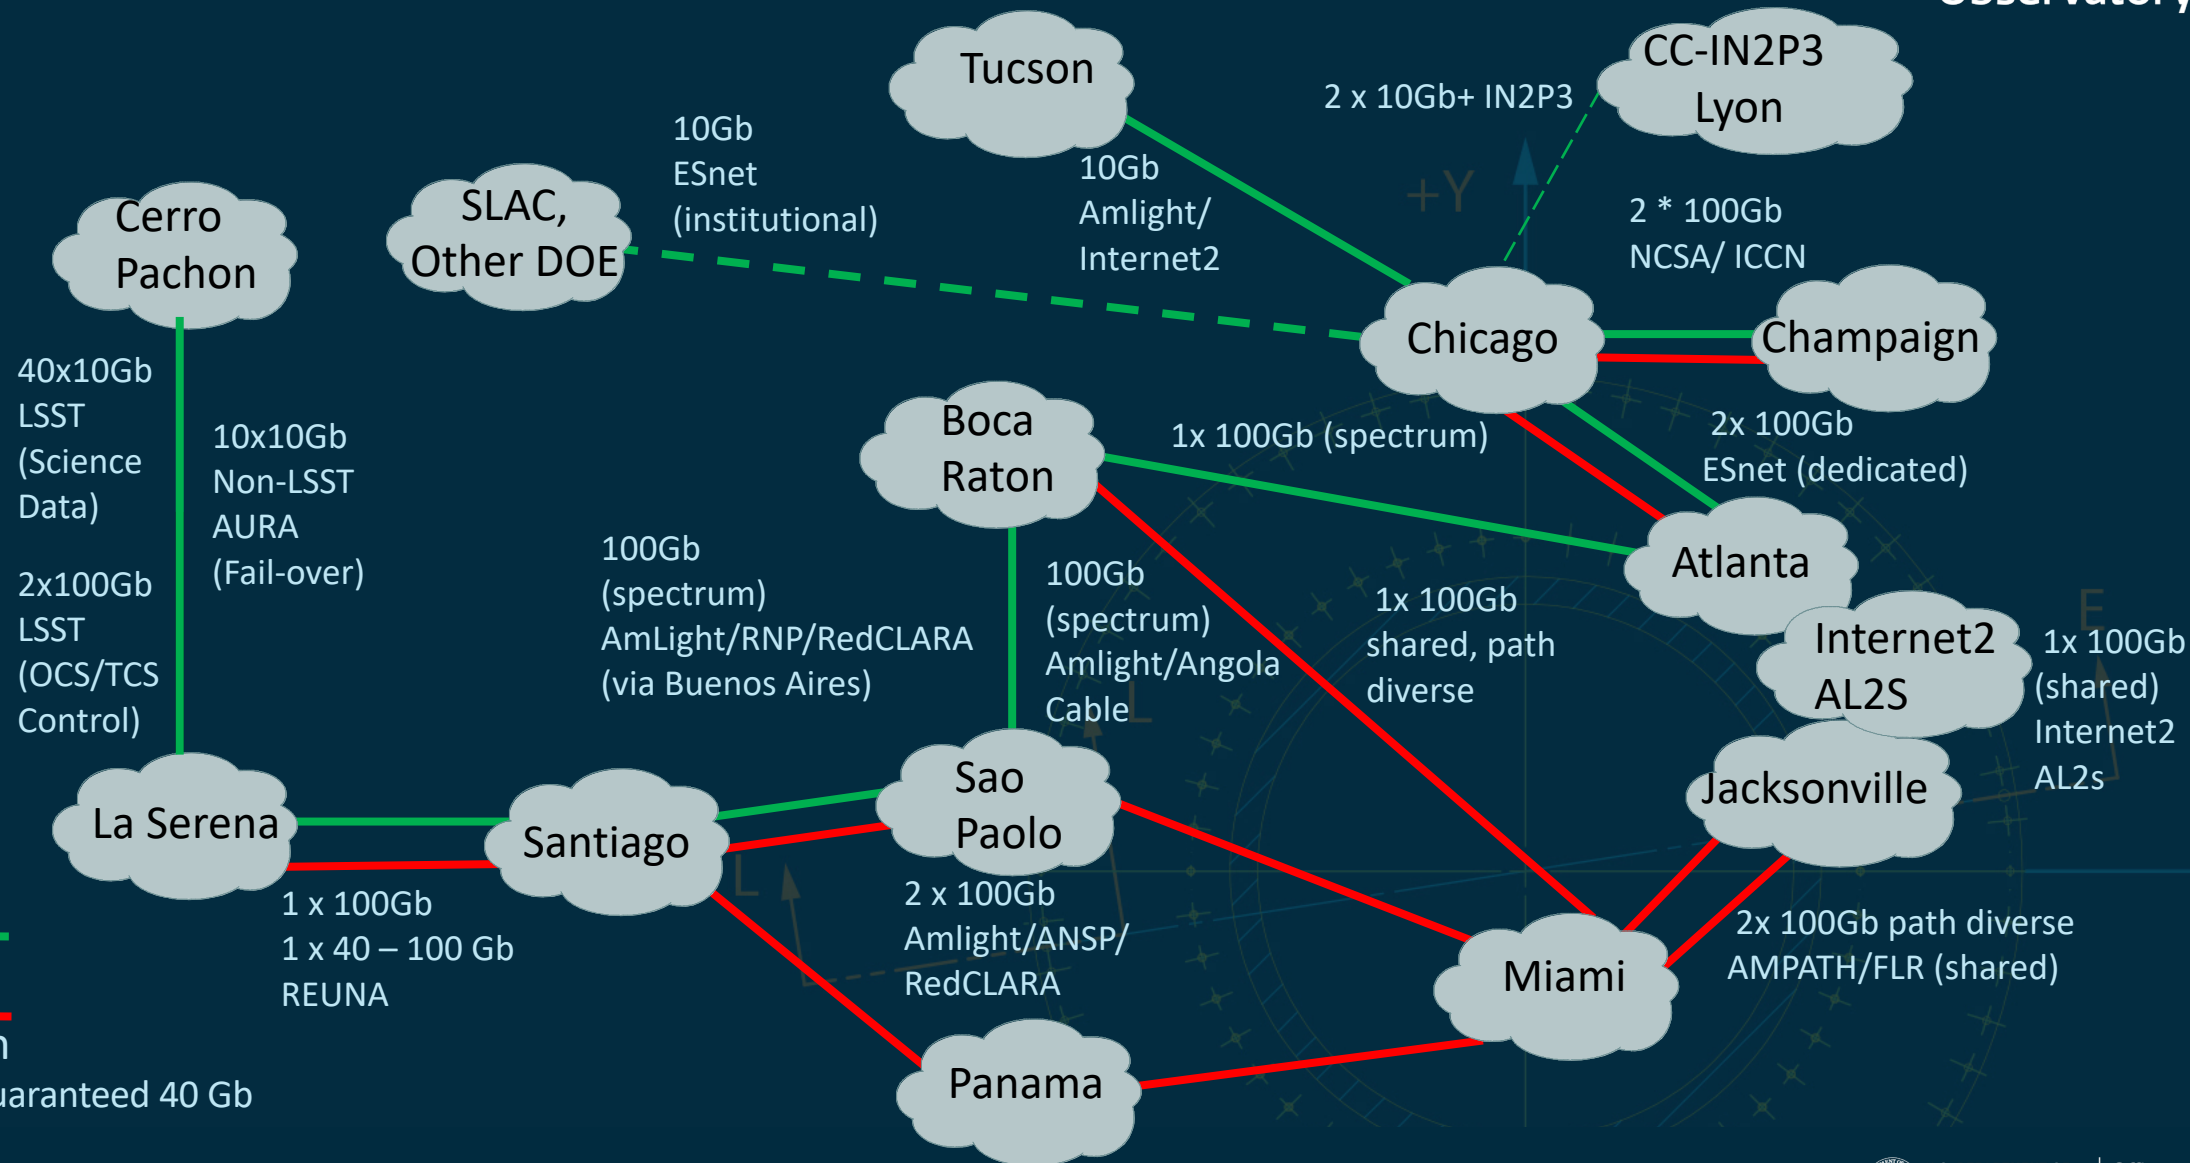 Tucson
CC-IN2P3
Lyon
2 x 10Gb+ IN2P3
10Gb
ESnet
(institutional)
10Gb
Amlight/
Internet2
+Y
SLAC,
Other DOE
Cerro
Pachon
2 * 100Gb
NCSA/ ICCN
Chicago
Champaign
40x10Gb
LSST
(Science
Data)
10x10Gb
Non-LSST
AURA
(Fail-over)
2x100Gb
LSST
(OCS/TCS
Control)
Boca
Raton
1x 100Gb (spectrum)
2x 100Gb
ESnet (dedicated)
Atlanta
100Gb
(spectrum)
AmLight/RNP/RedCLARA
(via Buenos Aires)
100Gb
(spectrum)
Amlight/Angola
Cable
L
1x 100Gb
shared, path
diverse
Internet2
AL2S
E
1x 100Gb
(shared)
Internet2
AL2s
Jacksonville
La Serena
Santiago
Sao
Paolo
L
1 x 100Gb
1 x 40 – 100 Gb
REUNA
2 x 100Gb
Amlight/ANSP/
RedCLARA
2x 100Gb path diverse
AMPATH/FLR (shared)
Miami
Panama
40 Gb